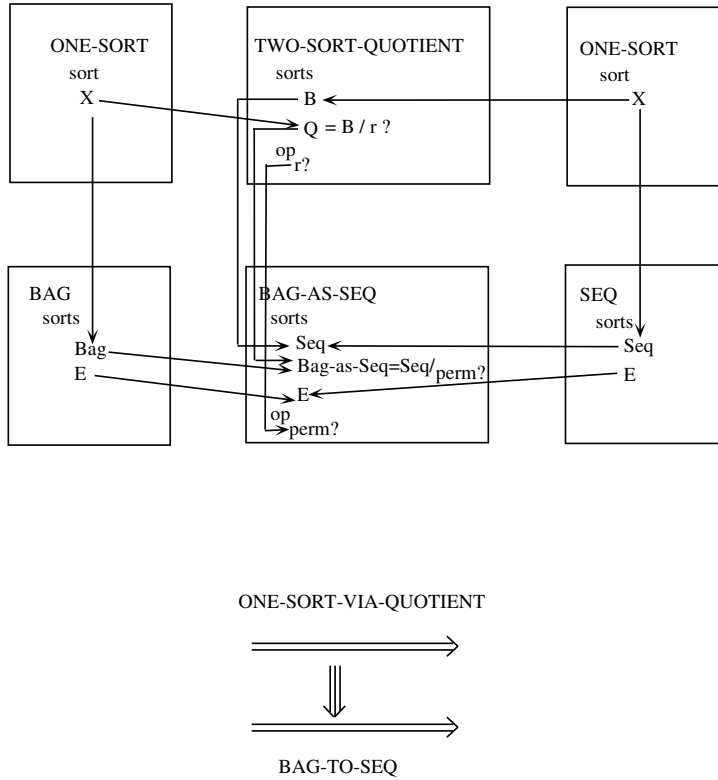 ONE-SORT
sort
X
TWO-SORT-QUOTIENT
sorts
B
Q = B / r ?
op
r?
ONE-SORT
sort
X
BAG
sorts
Bag
E
BAG-AS-SEQ
sorts
Seq
Bag-as-Seq=Seq/perm?
E
op
perm?
SEQ
sorts
Seq
E
ONE-SORT-VIA-QUOTIENT
BAG-TO-SEQ